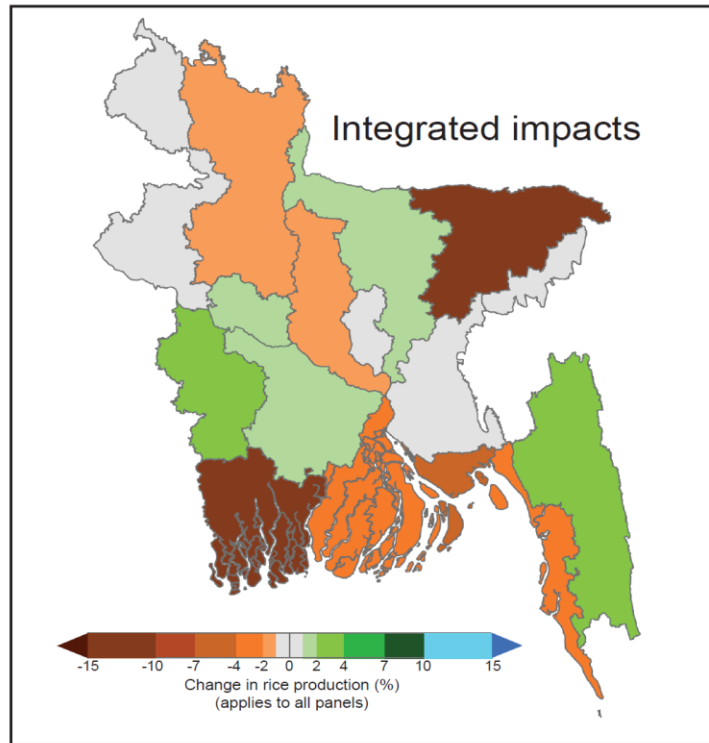 Integrated impacts
-15 -10 -7 -4 -2 -1 0 2 4 7 10 15
Change in rice production (%)
(applies to all panels)